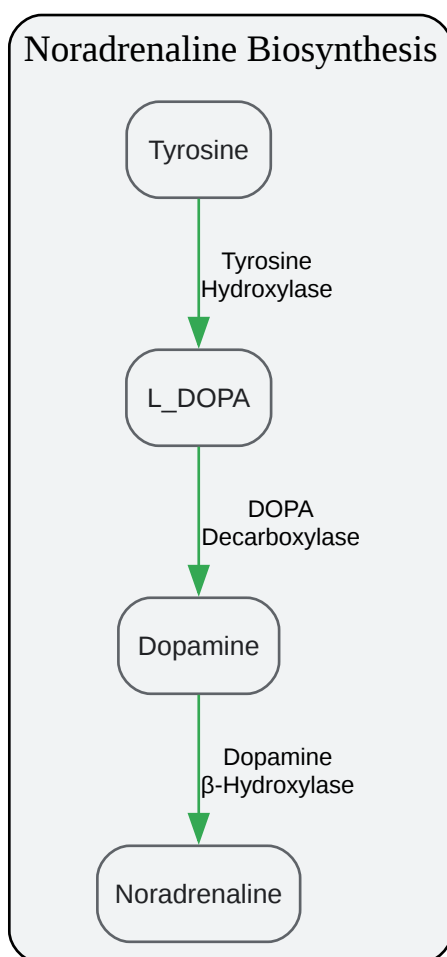 Noradrenaline Biosynthesis
Tyrosine
Tyrosine
Hydroxylase
L_DOPA
DOPA
Decarboxylase
Dopamine
Dopamine
β-Hydroxylase
Noradrenaline